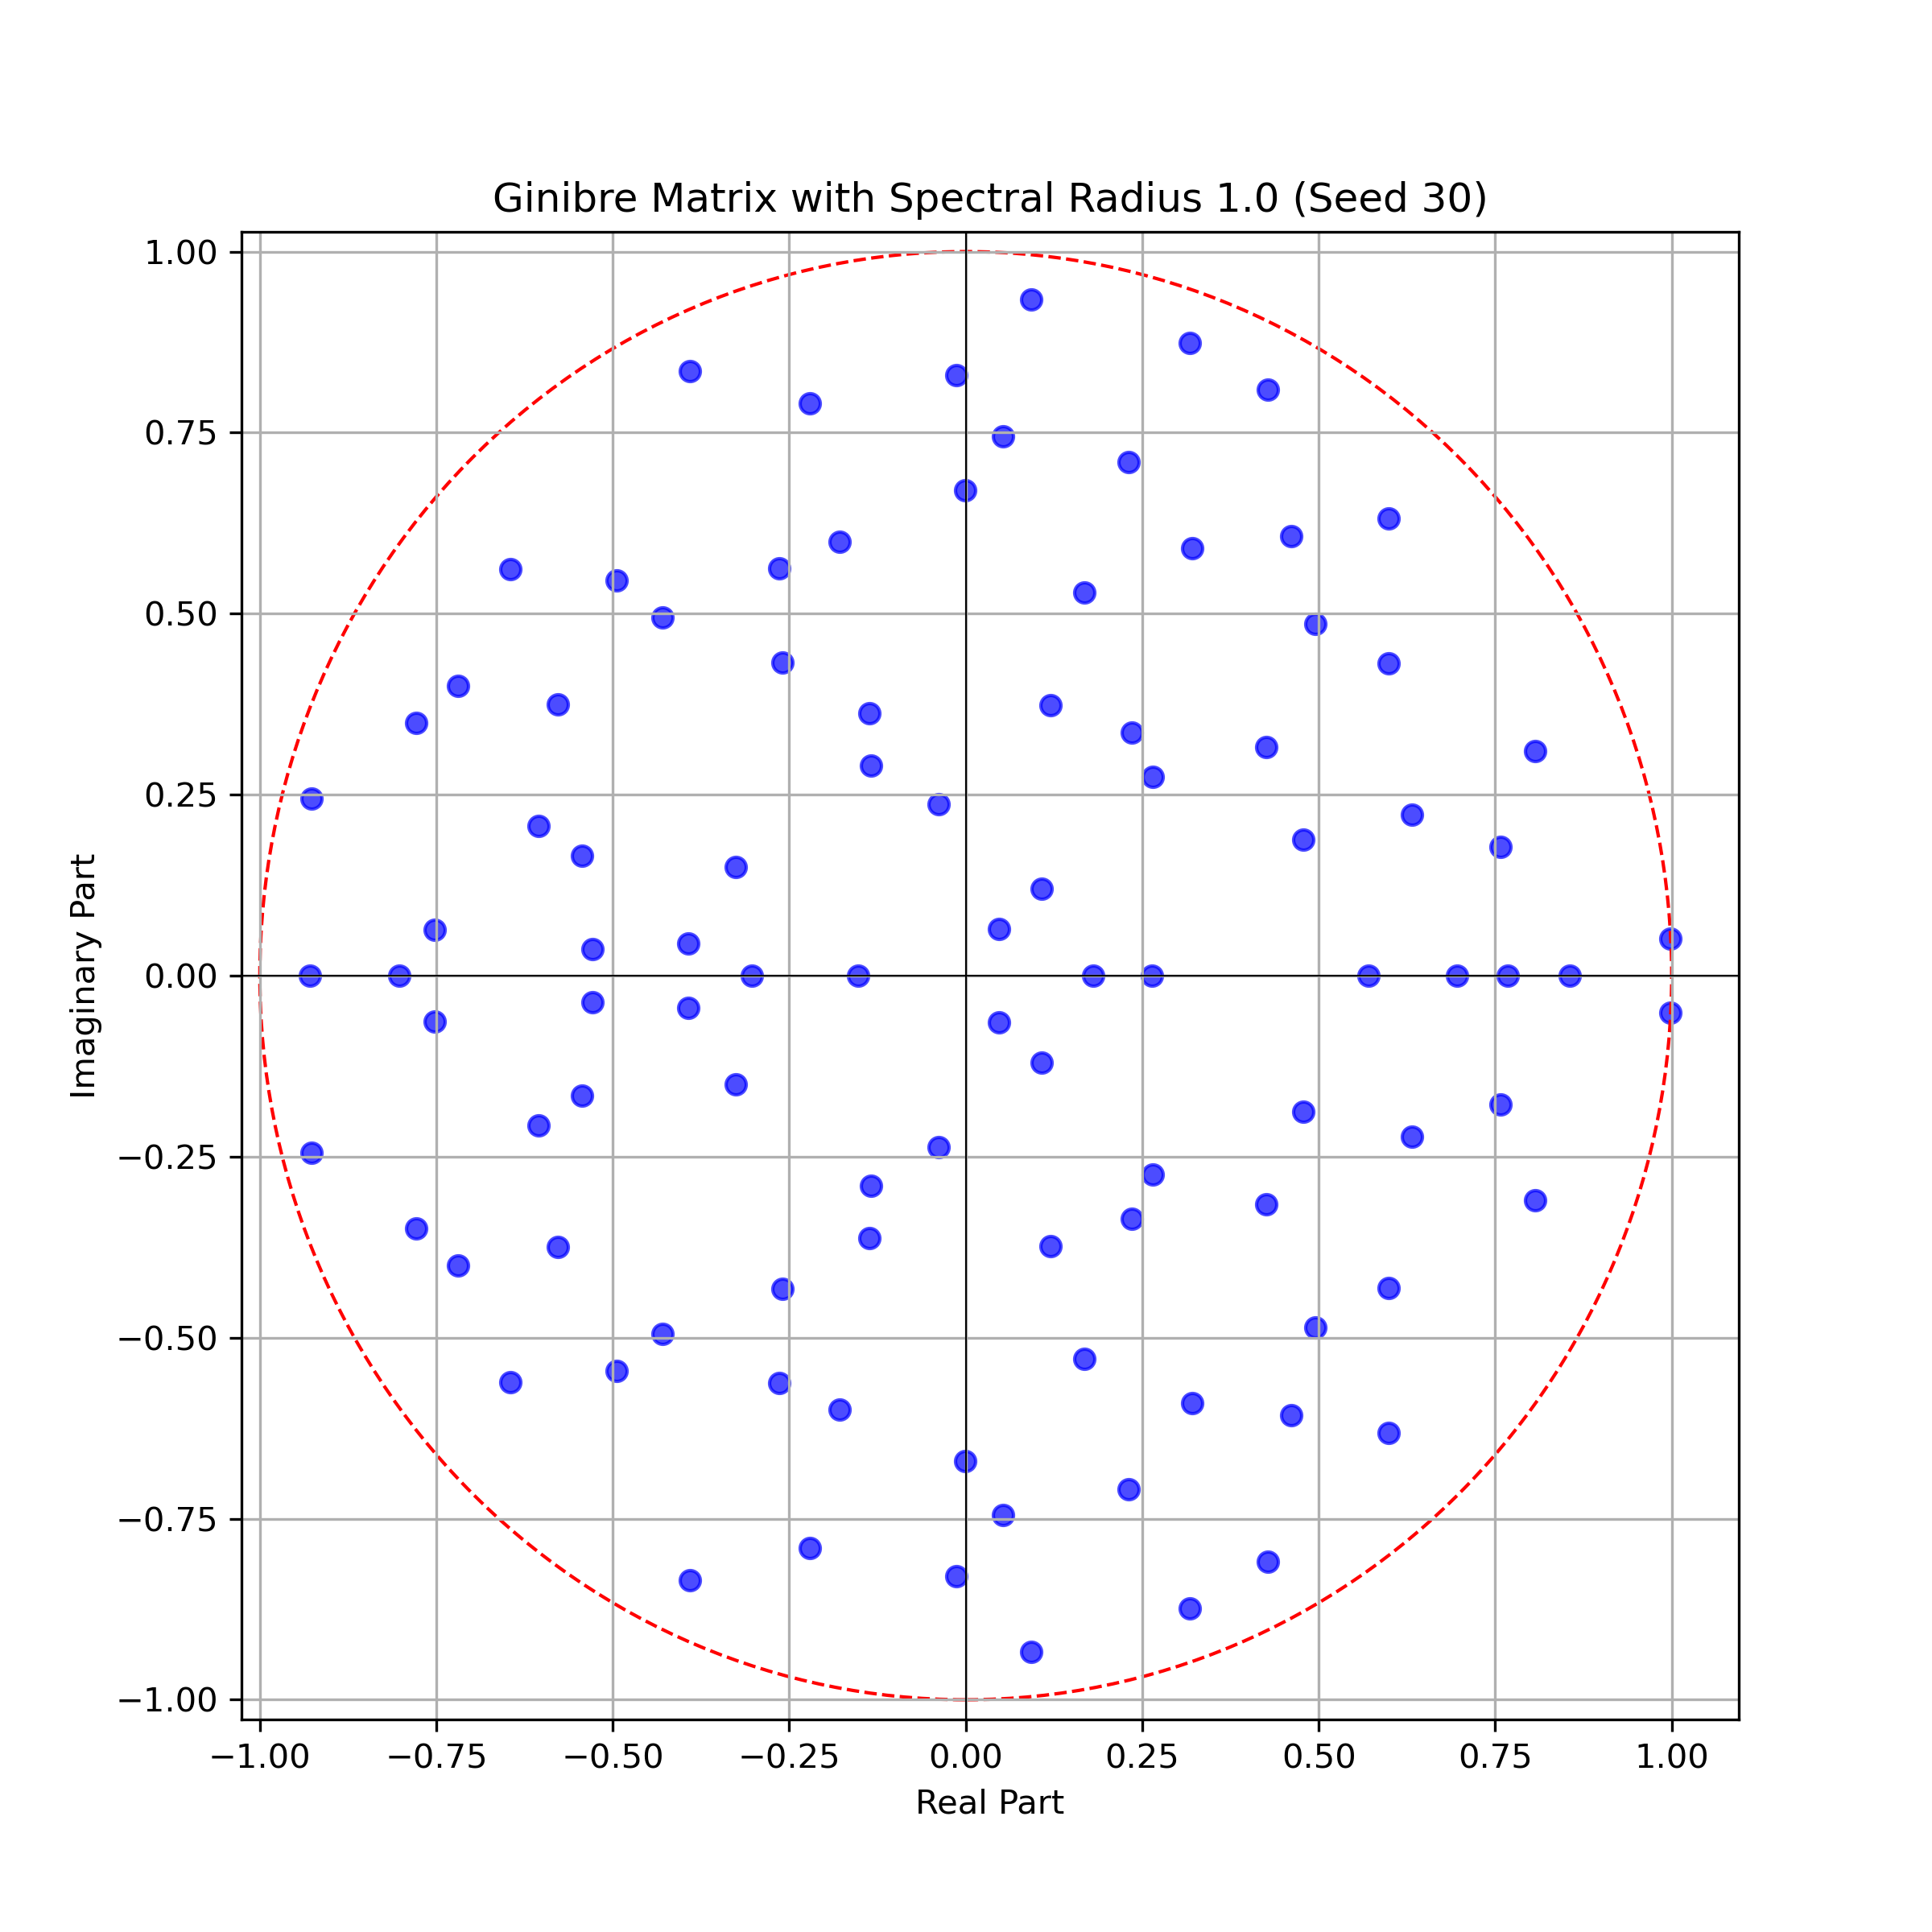 Ginibre Matrix with Spectral Radius 1.0 (Seed 30)
1.00
0.75
0.50
0.25
0.00
−0.25
−0.50
−0.75
−1.00
Imaginary Part
−1.00 −0.75 −0.50 −0.25 0.00 0.25 0.50 0.75 1.00
Real Part